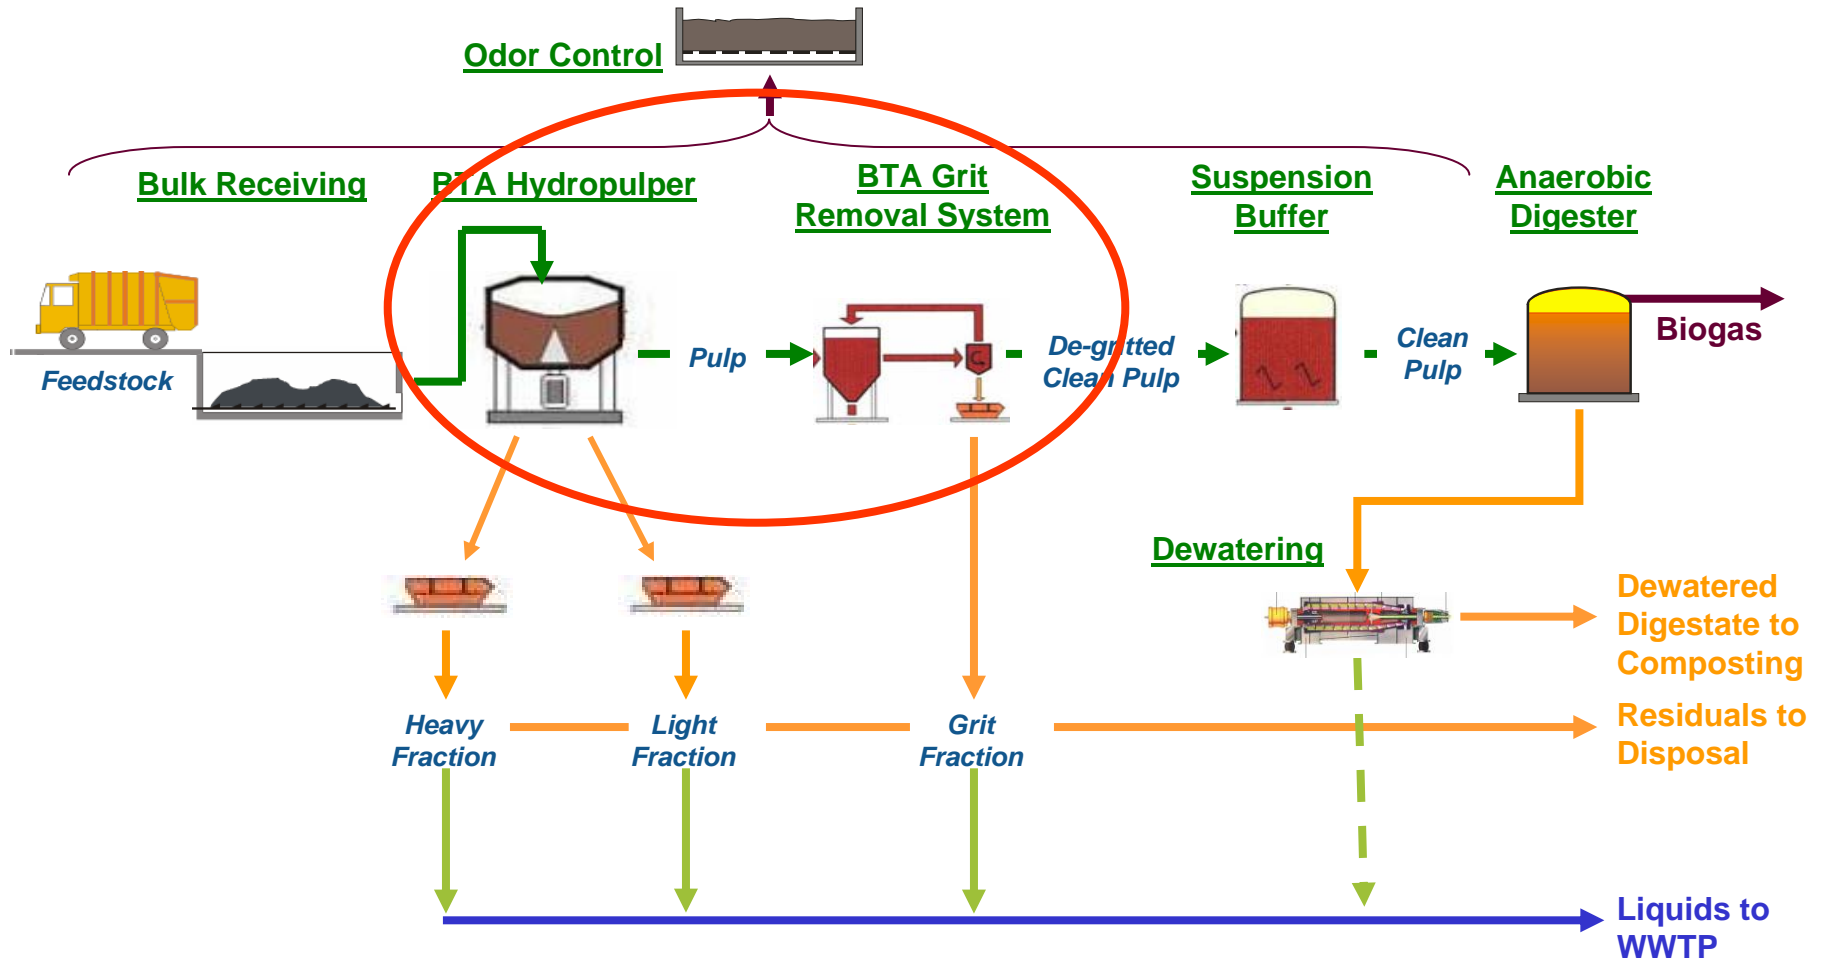 Odor Control
Bulk Receiving
BTA Hydropulper
BTA Grit
Removal System
Suspension
Buffer
Anaerobic
Digester
Feedstock
Pulp
De-gritted
Clean Pulp
Clean
Pulp
Biogas
Dewatering
Dewatered
Digestate to
Composting
Heavy
Fraction
Light
Fraction
Grit
Fraction
Residuals to
Disposal
Liquids to
WWTP